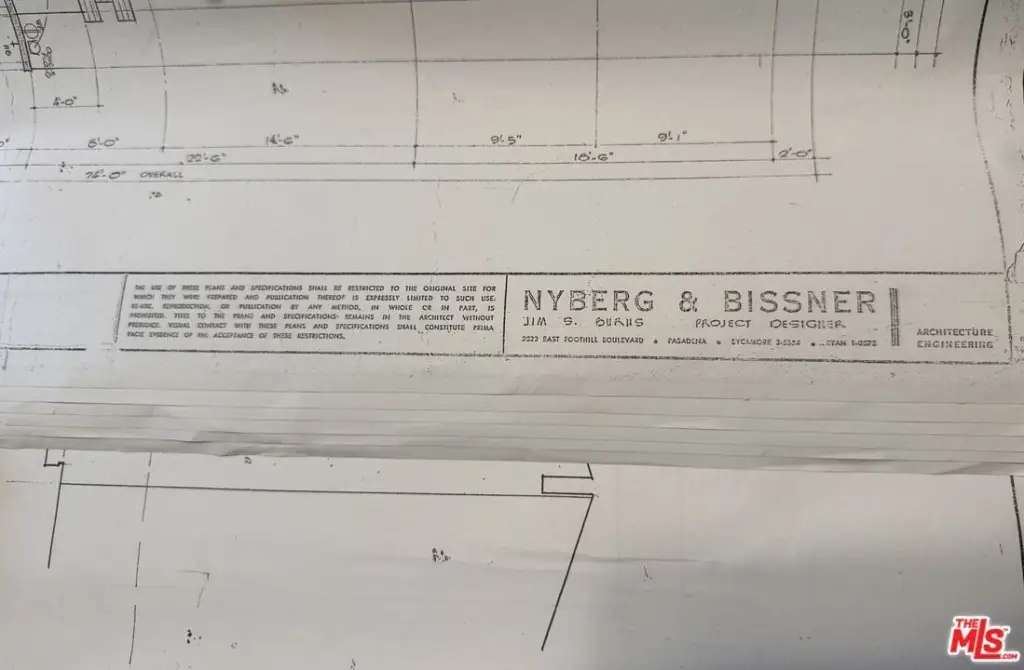 8'-0"
4'-0"
8'-0"
14'-6"
9'-5"
9'-1"
22'-6"
18'-6"
2'-0"
76'-0" OVERALL
THE USE OF THESE PLANS AND SPECIFICATIONS SHALL BE RESTRICTED TO THE ORIGINAL SITE FOR
WHICH THEY WERE PREPARED AND PUBLICATION THEREOF IS EXPRESSLY LIMITED TO SUCH USE.
RE-USE, REPRODUCTION, OR PUBLICATION BY ANY METHOD, IN WHOLE OR IN PART, IS
PROHIBITED. TITLE TO THE PLANS AND SPECIFICATIONS REMAINS IN THE ARCHITECT WITHOUT
PREJUDICE. VISUAL CONTACT WITH THESE PLANS AND SPECIFICATIONS SHALL CONSTITUTE PRIMA
FACIE EVIDENCE OF THE ACCEPTANCE OF THESE RESTRICTIONS.
NYBERG & BISSNER
JIM S. BURNS PROJECT DESIGNER
EAST FOOTHILL BOULEVARD • PASADENA • SYCAMORE •
ARCHITECTURE
ENGINEERING
THE
MLS™
.COM